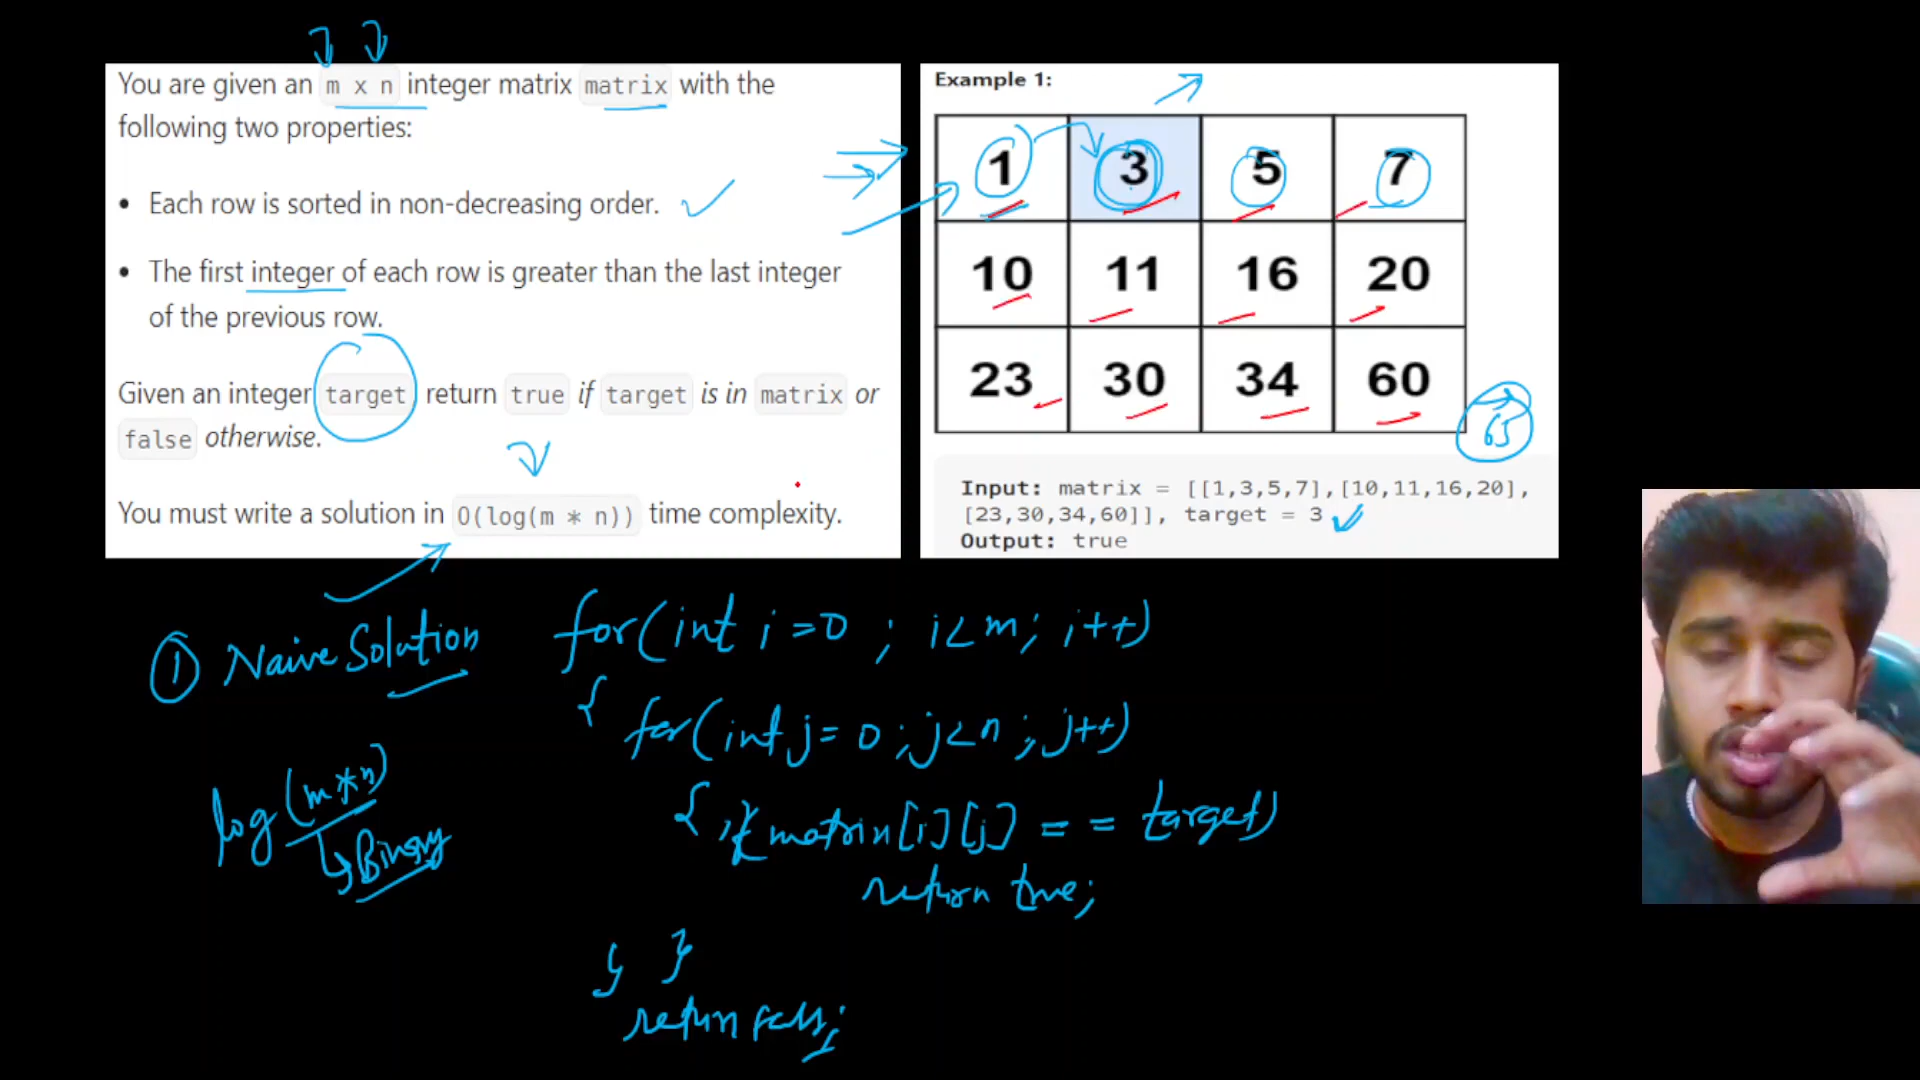 You are given an m x n integer matrix matrix with the
following two properties:
• Each row is sorted in non-decreasing order.
• The first integer of each row is greater than the last integer
of the previous row.
Given an integer target return true if target is in matrix or
false otherwise.
You must write a solution in O(log(m * n)) time complexity.
Example 1:
1 3 5 7
10 11 16 20
23 30 34 60
65
Input: matrix = [[1,3,5,7],[10,11,16,20],
[23,30,34,60]], target = 3
Output: true
① Naive Solution
for(int i=0 ; i<m; i++)
{ for(int j=0 ; j<n ; j++)
{ if(matrix[i][j] == target)
return true;
} }
return false;
log(m*n)
Binary